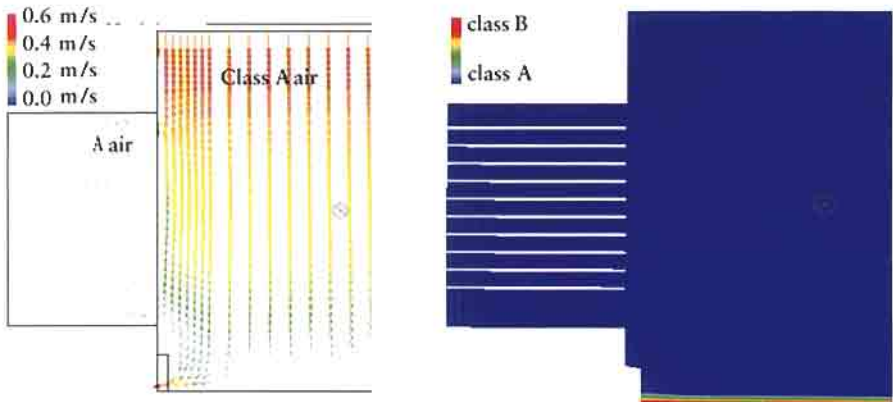 0.6 m/s
0.4 m/s
0.2 m/s
0.0 m/s
Class A air
A air
class B
class A